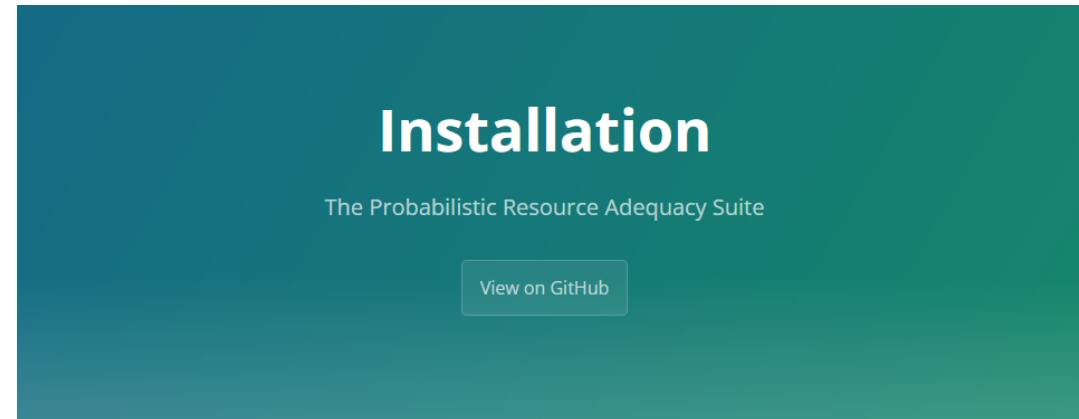 Installation
The Probabilistic Resource Adequacy Suite
View on GitHub